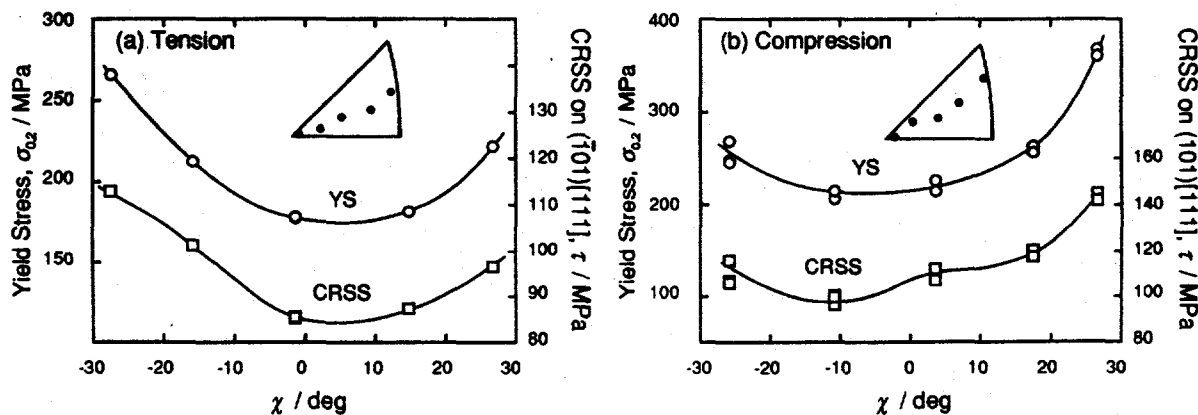 (a) Tension
Yield Stress, σ0.2 / MPa
300
250
200
150
YS
CRSS
130
120
110
100
90
80
CRSS on (1̄01)[111], τ / MPa
-30 -20 -10 0 10 20 30
χ / deg
(b) Compression
Yield Stress, σ0.2 / MPa
400
300
200
100
YS
CRSS
160
140
120
100
80
CRSS on (1̄01)[111], τ / MPa
-30 -20 -10 0 10 20 30
χ / deg